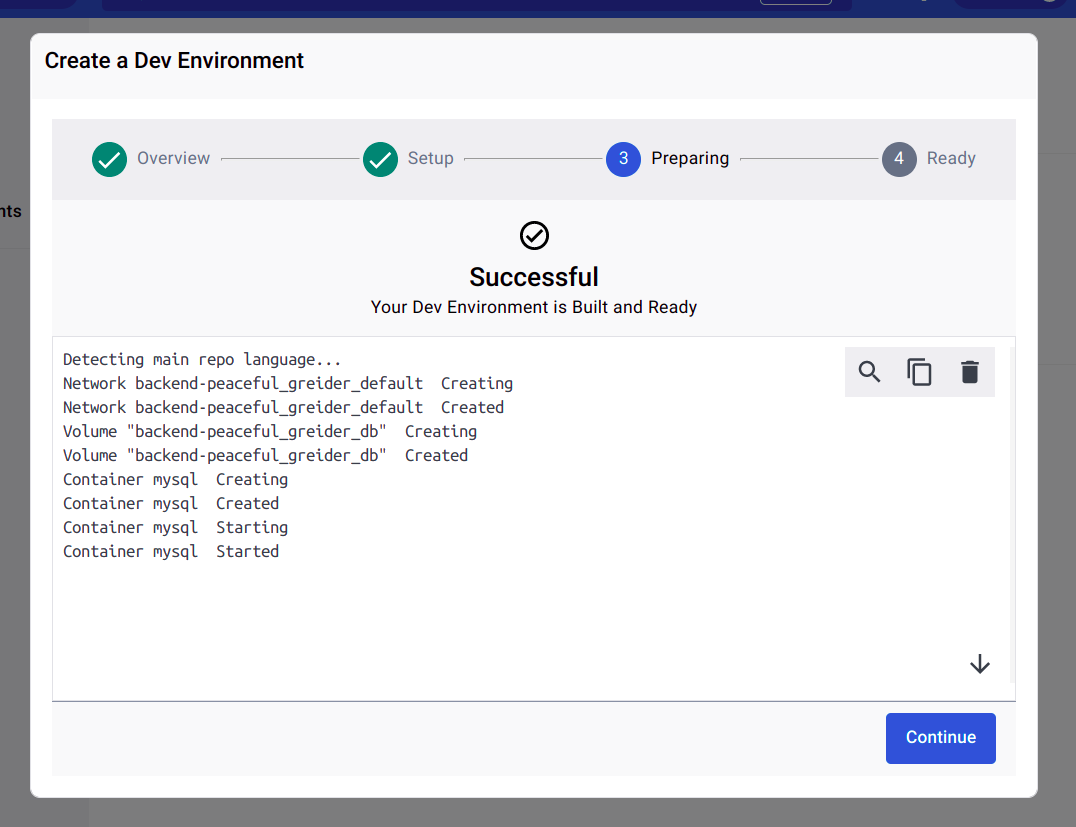 Create a Dev Environment
Overview
Setup
3 Preparing
4 Ready
nts
Successful
Your Dev Environment is Built and Ready
Detecting main repo language...
Network backend-peaceful_greider_default  Creating
Network backend-peaceful_greider_default  Created
Volume "backend-peaceful_greider_db"  Creating
Volume "backend-peaceful_greider_db"  Created
Container mysql  Creating
Container mysql  Created
Container mysql  Starting
Container mysql  Started
Continue